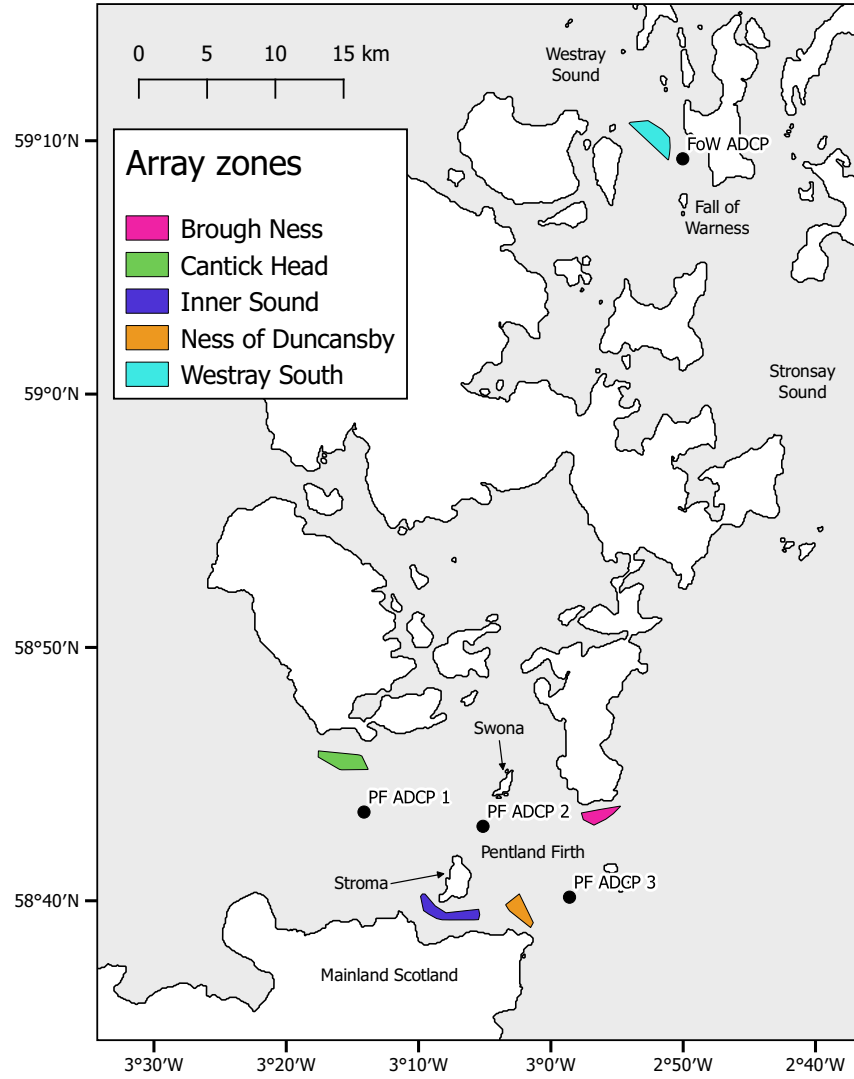 0 5 10 15 km
Westray
Sound
59°10′N
FoW ADCP
Array zones
Brough Ness
Cantick Head
Inner Sound
Ness of Duncansby
Westray South
Fall of
Warness
Stronsay
Sound
59°0′N
58°50′N
Swona
PF ADCP 1
PF ADCP 2
Pentland Firth
Stroma
PF ADCP 3
58°40′N
Mainland Scotland
3°30′W 3°20′W 3°10′W 3°0′W 2°50′W 2°40′W